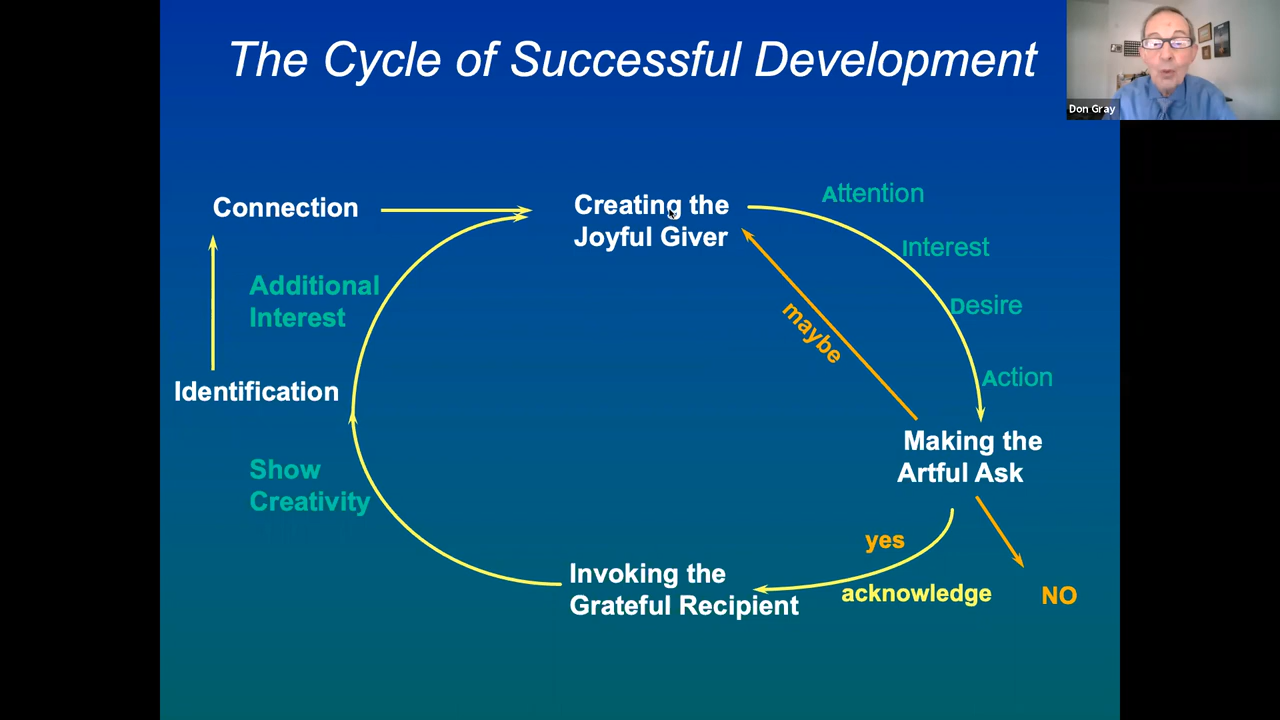 The Cycle of Successful Development
Don Gray
Connection
Creating the
Joyful Giver
Attention
Interest
Desire
Action
Additional
Interest
maybe
Identification
Making the
Artful Ask
Show
Creativity
yes
acknowledge
NO
Invoking the
Grateful Recipient